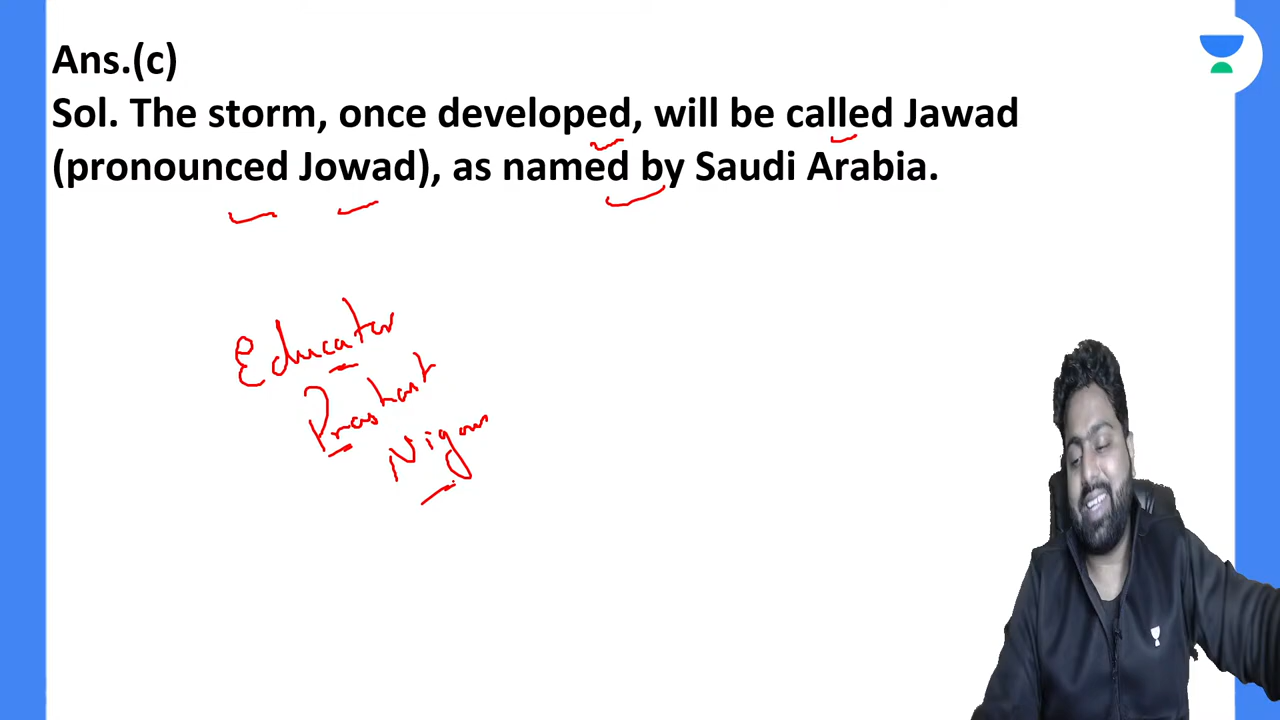 Ans.(c)
Sol. The storm, once developed, will be called Jawad
(pronounced Jowad), as named by Saudi Arabia.
Educator
Prashast
Nigam